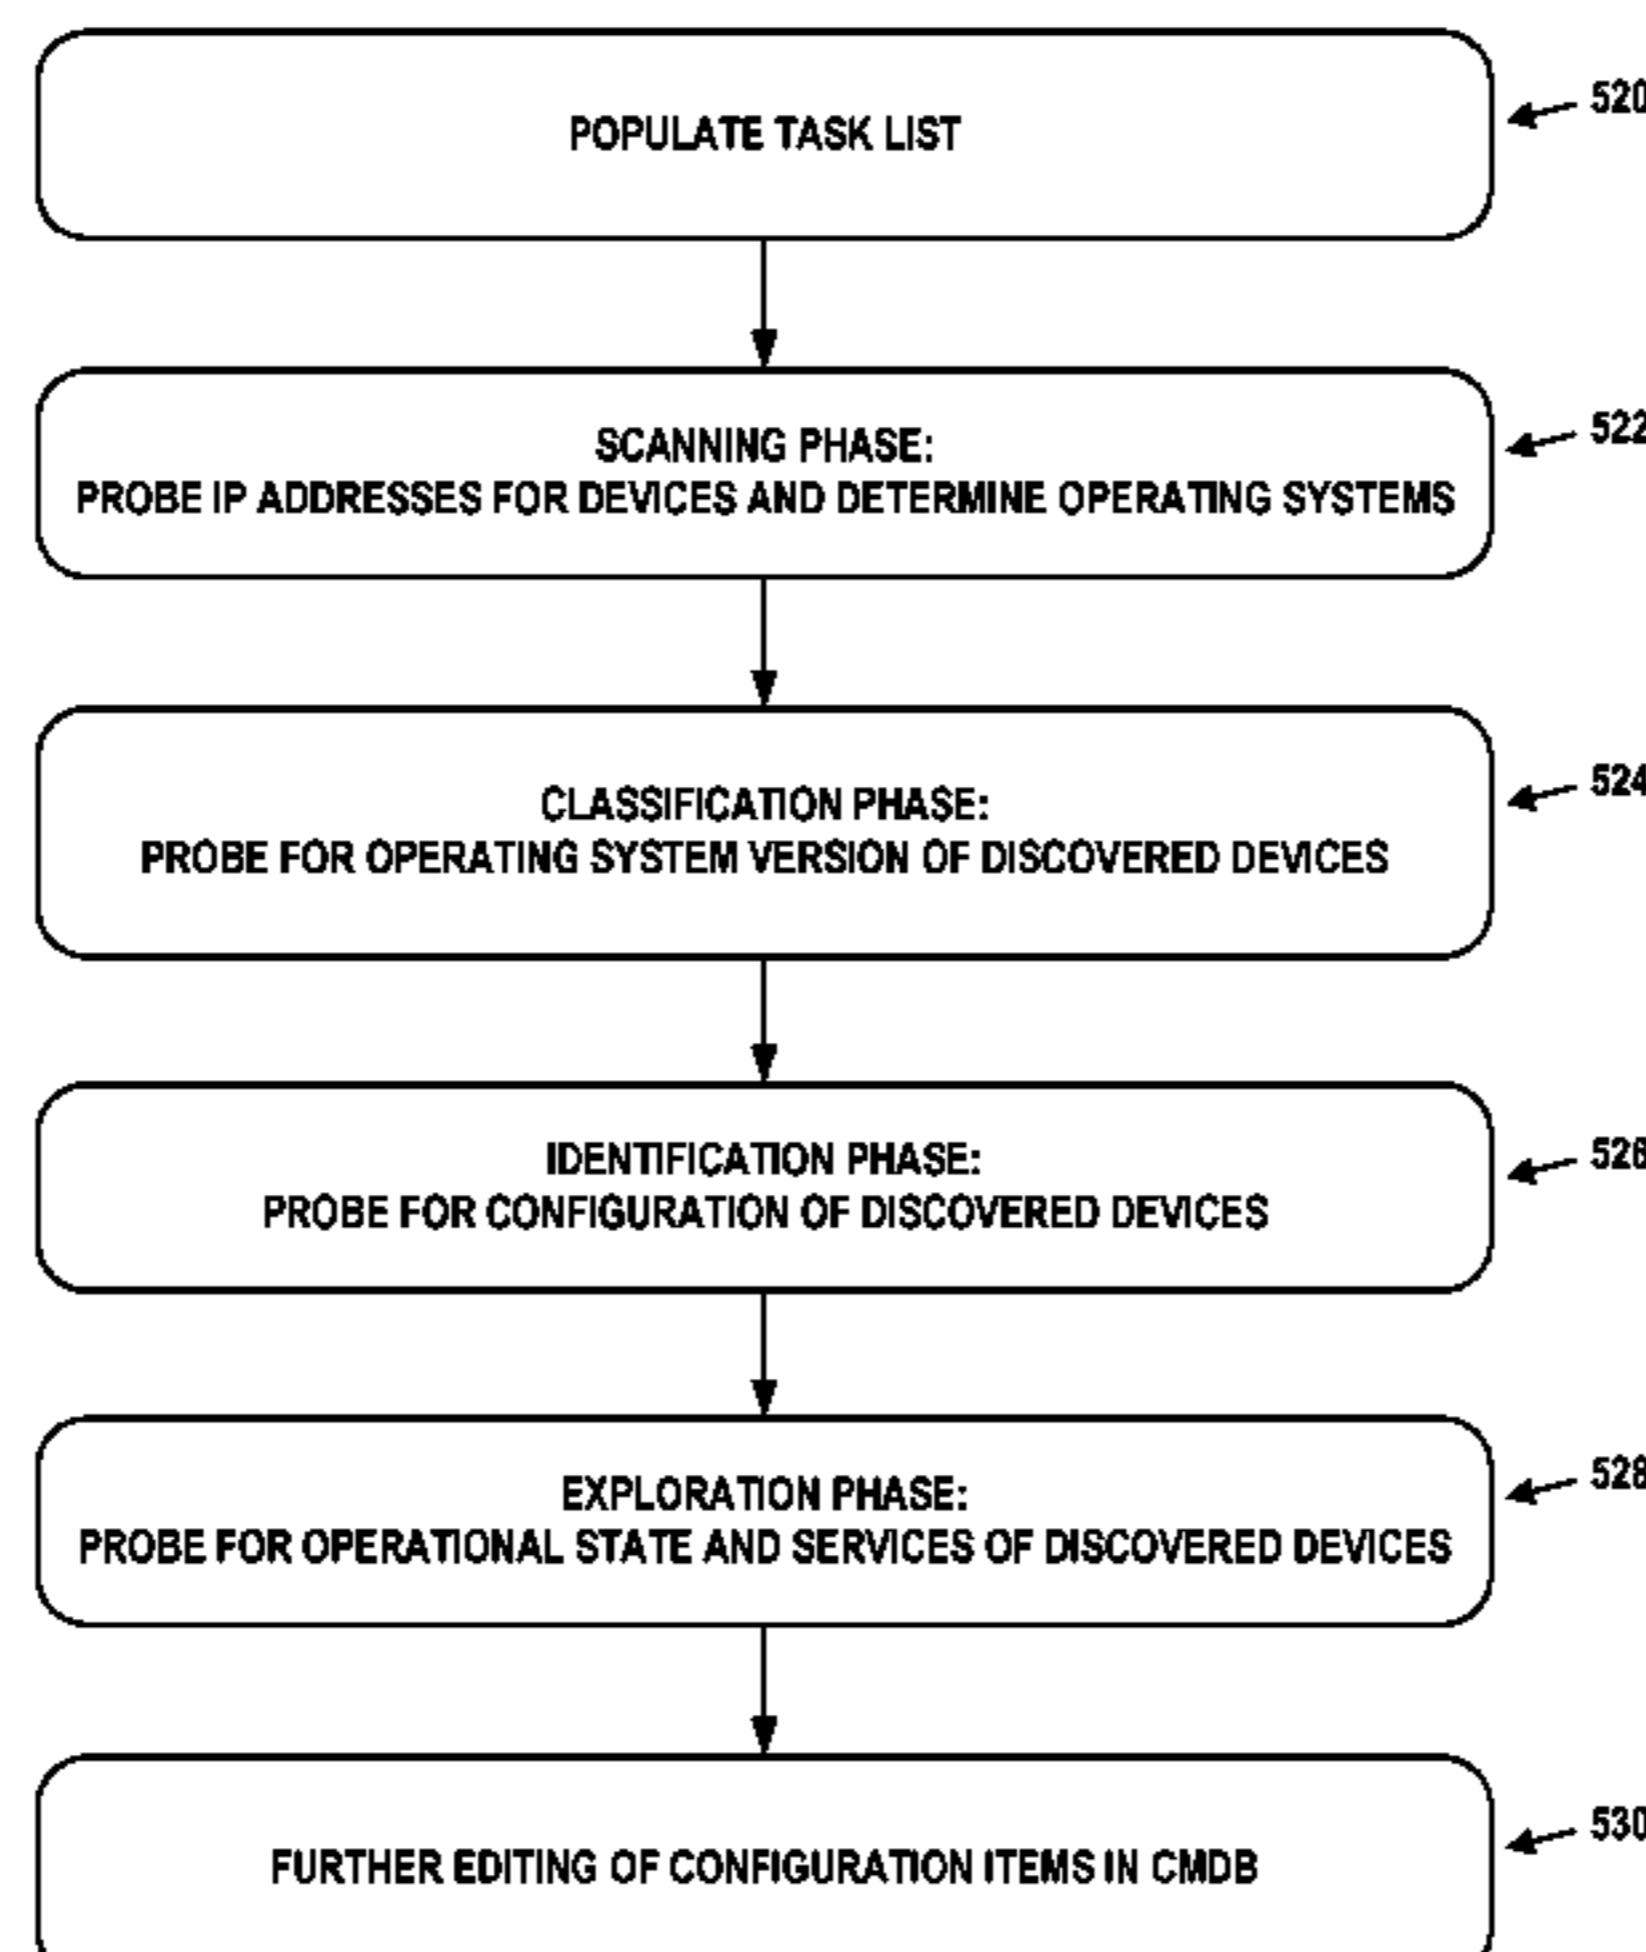 POPULATE TASK LIST
520
SCANNING PHASE:
PROBE IP ADDRESSES FOR DEVICES AND DETERMINE OPERATING SYSTEMS
522
CLASSIFICATION PHASE:
PROBE FOR OPERATING SYSTEM VERSION OF DISCOVERED DEVICES
524
IDENTIFICATION PHASE:
PROBE FOR CONFIGURATION OF DISCOVERED DEVICES
526
EXPLORATION PHASE:
PROBE FOR OPERATIONAL STATE AND SERVICES OF DISCOVERED DEVICES
528
FURTHER EDITING OF CONFIGURATION ITEMS IN CMDB
530